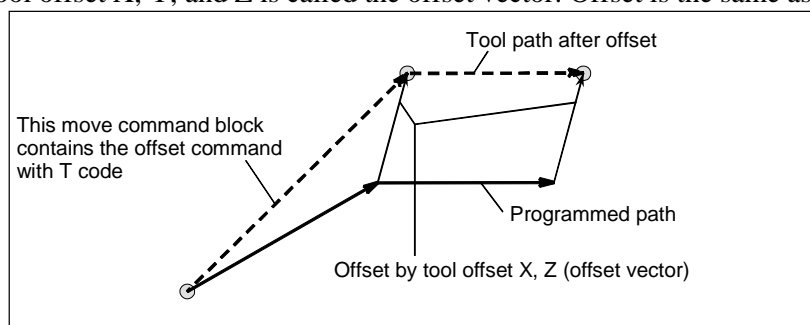 ool offset X, Y, and Z is called the offset vector. Offset is the same as
Tool path after offset
This move command block
contains the offset command
with T code
Programmed path
Offset by tool offset X, Z (offset vector)